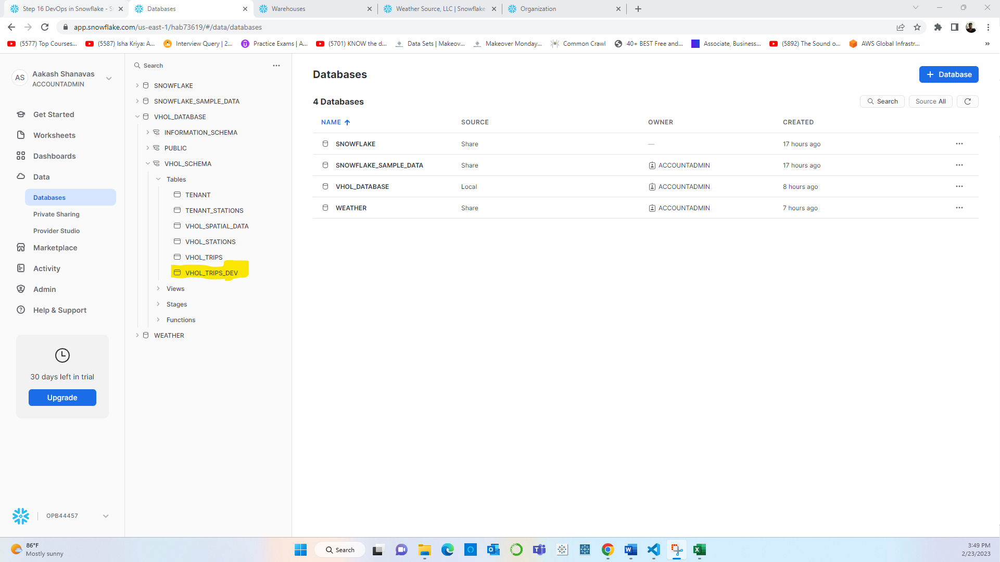 Step 16 DevOps in Snowflake - S
Databases
Warehouses
Weather Source, LLC | Snowflake
Organization
app.snowflake.com/us-east-1/hab73619/#/data/databases
(5577) Top Courses...
(5587) Isha Kriya: A...
Interview Query | 2...
Practice Exams | A...
(5701) KNOW the d...
Data Sets | Makeov...
Makeover Monday...
Common Crawl
40+ BEST Free and...
Associate, Business...
(5892) The Sound o...
AWS Global Infrastr...
»
AS
Aakash Shanavas
ACCOUNTADMIN
Get Started
Worksheets
Dashboards
Data
Databases
Private Sharing
Provider Studio
Marketplace
Activity
Admin
Help & Support
30 days left in trial
Upgrade
OPB44457
Search
SNOWFLAKE
SNOWFLAKE_SAMPLE_DATA
VHOL_DATABASE
INFORMATION_SCHEMA
PUBLIC
VHOL_SCHEMA
Tables
TENANT
TENANT_STATIONS
VHOL_SPATIAL_DATA
VHOL_STATIONS
VHOL_TRIPS
VHOL_TRIPS_DEV
Views
Stages
Functions
WEATHER
Databases
+ Database
4 Databases
Search
Source All
NAME SOURCE OWNER CREATED
SNOWFLAKE Share — 17 hours ago
SNOWFLAKE_SAMPLE_DATA Share ACCOUNTADMIN 17 hours ago
VHOL_DATABASE Local ACCOUNTADMIN 8 hours ago
WEATHER Share ACCOUNTADMIN 7 hours ago
86°F
Mostly sunny
Search
3:49 PM
2/23/2023